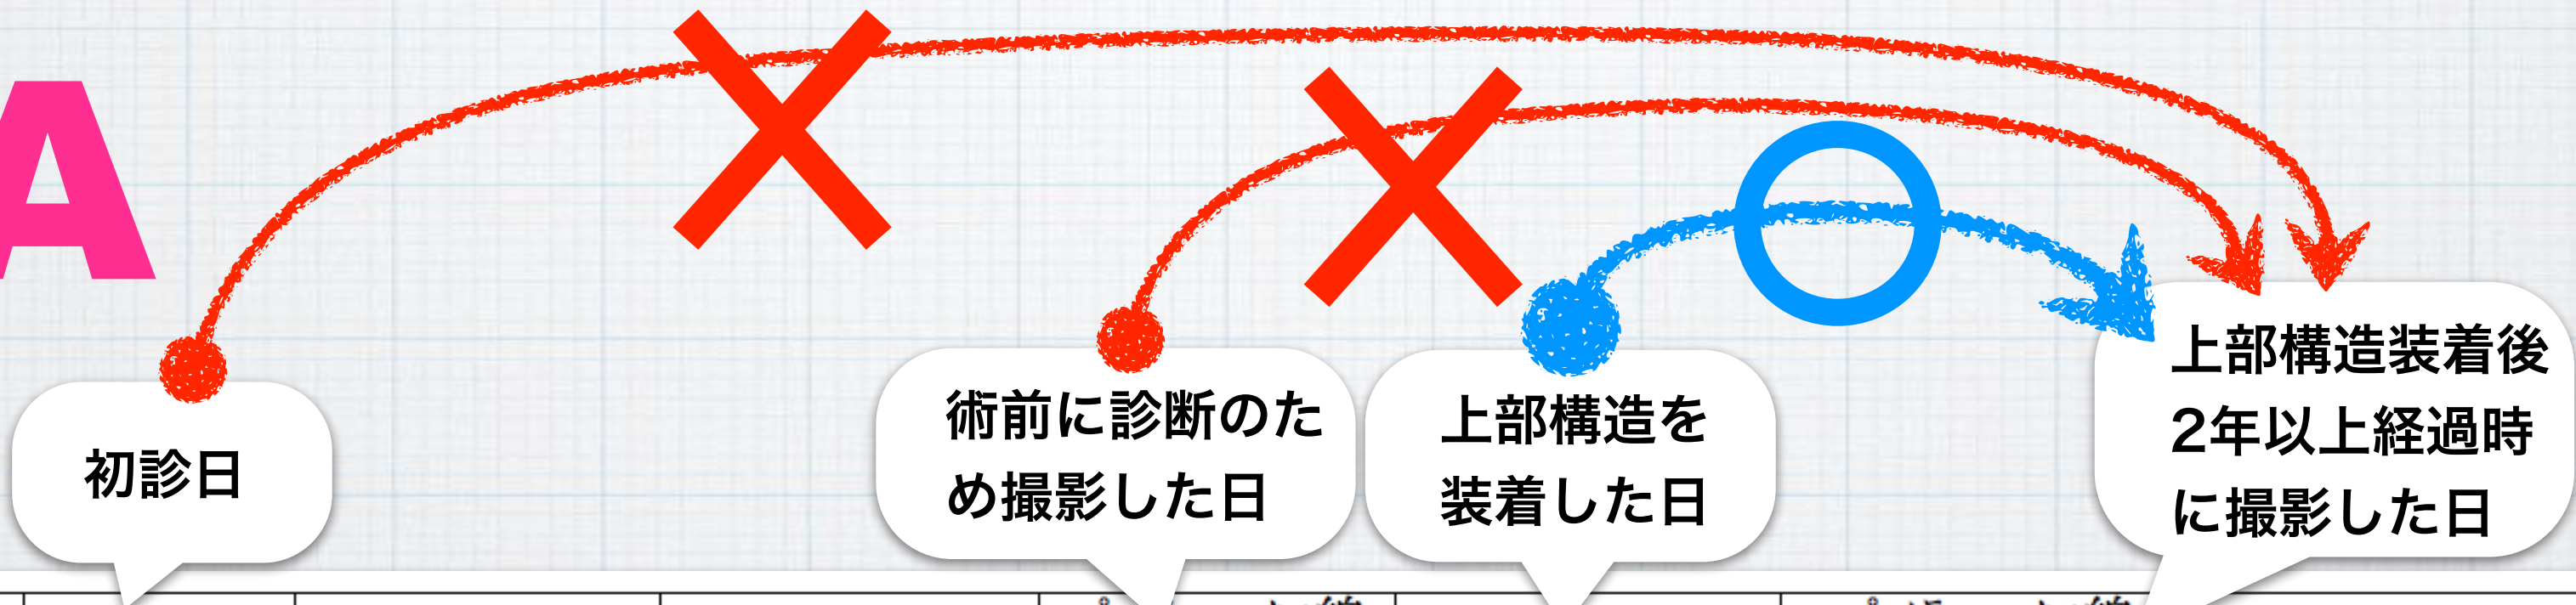 A
初診日
術前に診断のた
め撮影した日
上部構造を
装着した日
上部構造装着後
2年以上経過時
に撮影した日